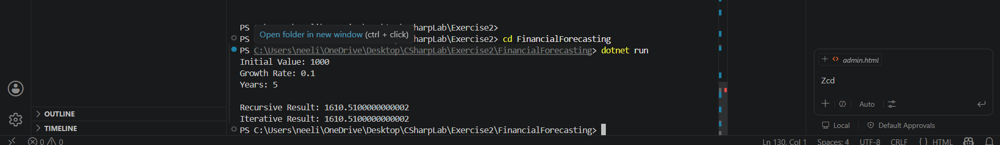 PS harpLab\Exercise2>
Open folder in new window (ctrl + click)
PS harpLab\Exercise2> cd FinancialForecasting
PS C:\Users\neeli\OneDrive\Desktop\CSharpLab\Exercise2\FinancialForecasting> dotnet run
Initial Value: 1000
Growth Rate: 0.1
Years: 5
Recursive Result: 1610.5100000000002
Iterative Result: 1610.5100000000002
PS C:\Users\neeli\OneDrive\Desktop\CSharpLab\Exercise2\FinancialForecasting>
OUTLINE
TIMELINE
admin.html
Zcd
Auto
Local Default Approvals
0 0
Ln 130, Col 1 Spaces: 4 UTF-8 CRLF { } HTML